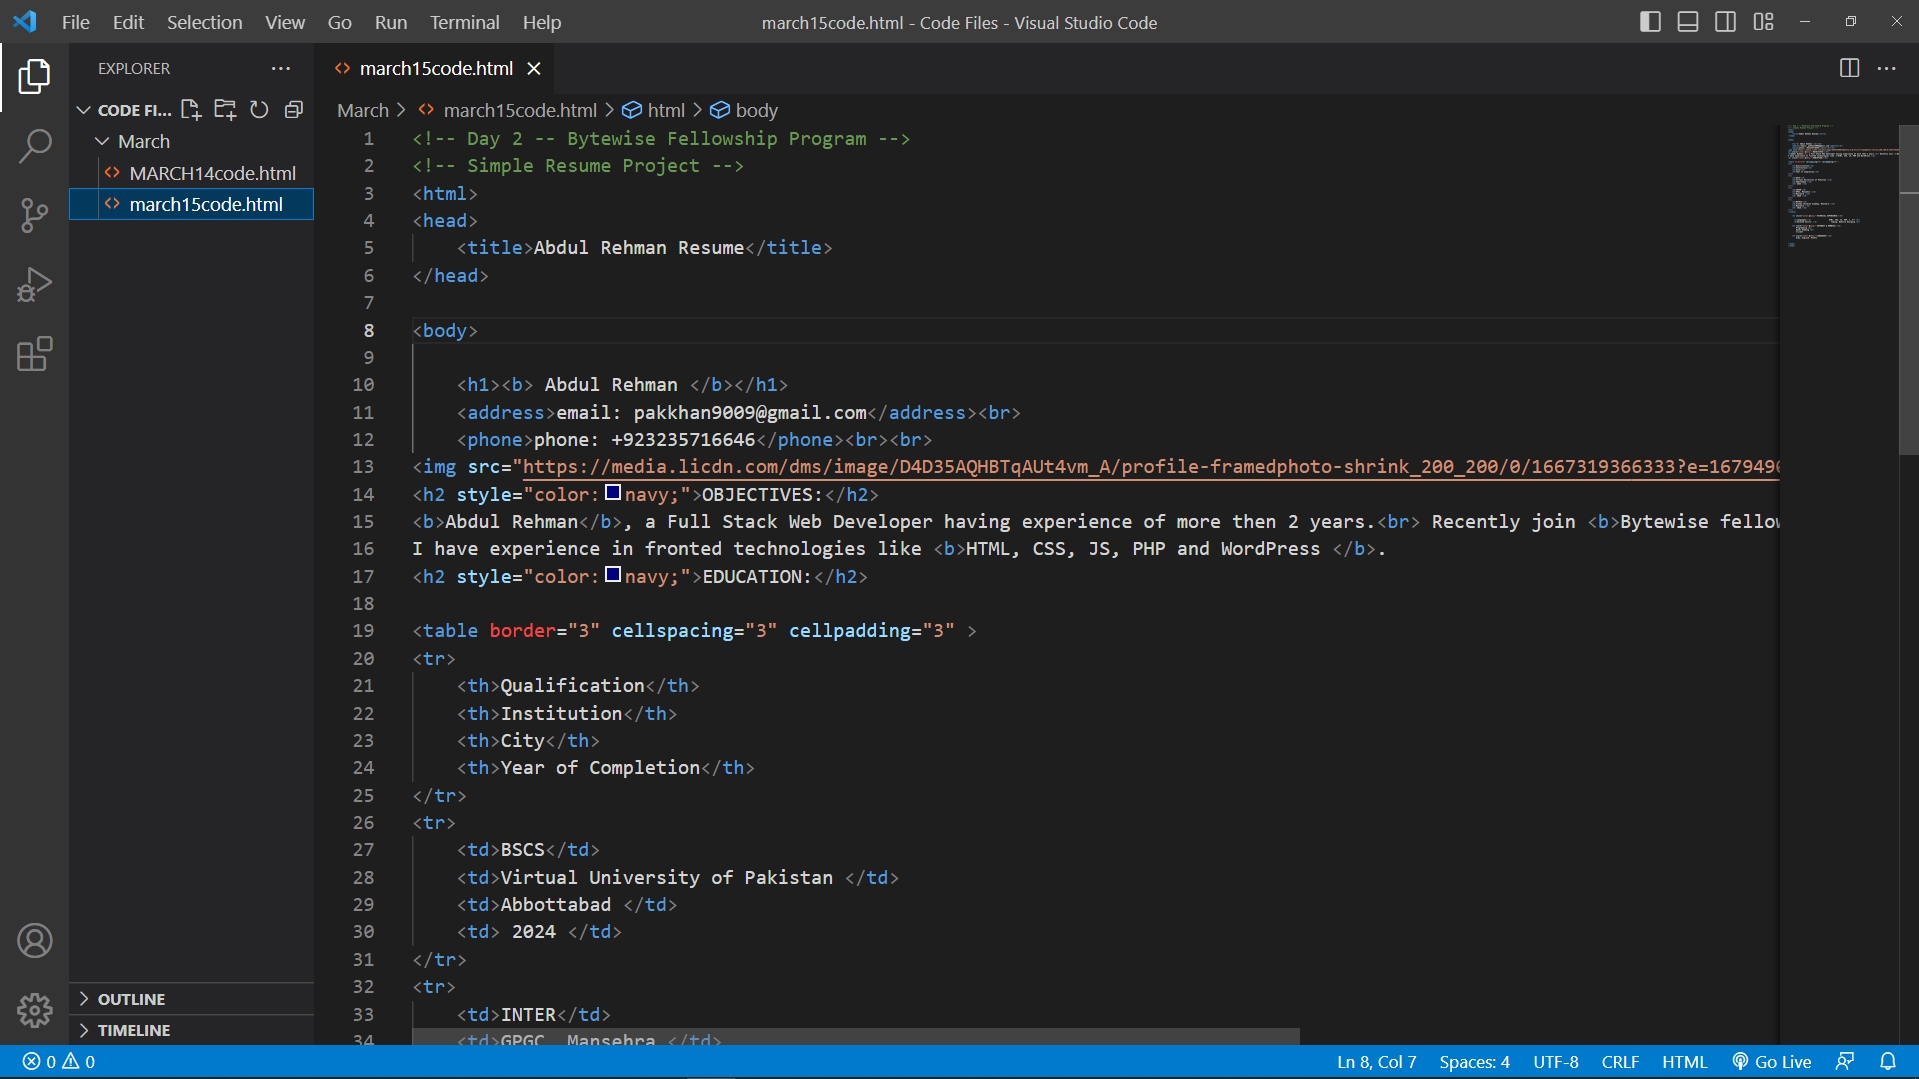 File Edit Selection View Go Run Terminal Help
march15code.html - Code Files - Visual Studio Code
EXPLORER
march15code.html
CODE FI...
March > march15code.html > html > body
March
MARCH14code.html
march15code.html
1 <!-- Day 2 -- Bytewise Fellowship Program -->
2 <!-- Simple Resume Project -->
3 <html>
4 <head>
5 <title>Abdul Rehman Resume</title>
6 </head>
7
8 <body>
9
10 <h1><b> Abdul Rehman </b></h1>
11 <address>email: pakkhan9009@gmail.com</address><br>
12 <phone>phone: +923235716646</phone><br><br>
13 <img src="https://media.licdn.com/dms/image/D4D35AQHBTqAUt4vm_A/profile-framedphoto-shrink_200_200/0/1667319366333?e=167949
14 <h2 style="color:navy;">OBJECTIVES:</h2>
15 <b>Abdul Rehman</b>, a Full Stack Web Developer having experience of more then 2 years.<br> Recently join <b>Bytewise fello
16 I have experience in fronted technologies like <b>HTML, CSS, JS, PHP and WordPress </b>.
17 <h2 style="color:navy;">EDUCATION:</h2>
18
19 <table border="3" cellspacing="3" cellpadding="3" >
20 <tr>
21 <th>Qualification</th>
22 <th>Institution</th>
23 <th>City</th>
24 <th>Year of Completion</th>
25 </tr>
26 <tr>
27 <td>BSCS</td>
28 <td>Virtual University of Pakistan </td>
29 <td>Abbottabad </td>
30 <td> 2024 </td>
31 </tr>
32 <tr>
33 <td>INTER</td>
34 <td>GPGC Mansehra </td>
OUTLINE
TIMELINE
0 0
Ln 8, Col 7 Spaces: 4 UTF-8 CRLF HTML Go Live